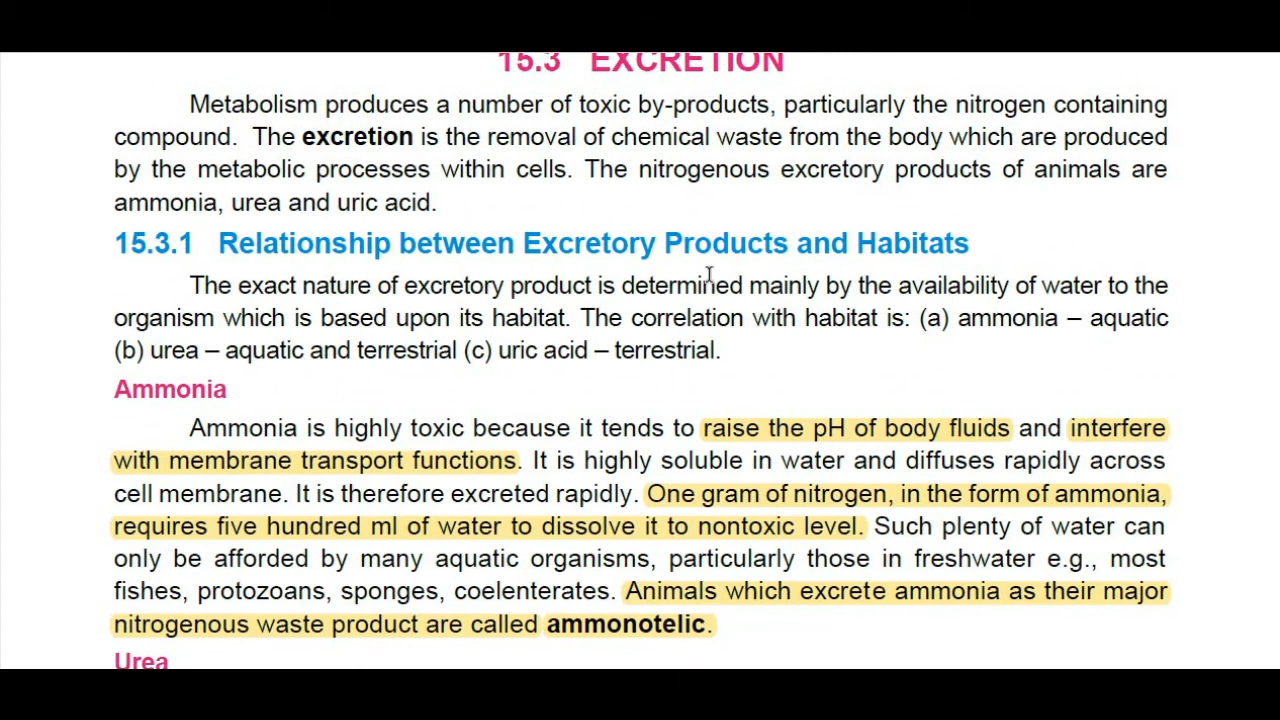 15.3 EXCRETION
Metabolism produces a number of toxic by-products, particularly the nitrogen containing
compound. The excretion is the removal of chemical waste from the body which are produced
by the metabolic processes within cells. The nitrogenous excretory products of animals are
ammonia, urea and uric acid.
15.3.1 Relationship between Excretory Products and Habitats
The exact nature of excretory product is determined mainly by the availability of water to the
organism which is based upon its habitat. The correlation with habitat is: (a) ammonia – aquatic
(b) urea – aquatic and terrestrial (c) uric acid – terrestrial.
Ammonia
Ammonia is highly toxic because it tends to raise the pH of body fluids and interfere
with membrane transport functions. It is highly soluble in water and diffuses rapidly across
cell membrane. It is therefore excreted rapidly. One gram of nitrogen, in the form of ammonia,
requires five hundred ml of water to dissolve it to nontoxic level. Such plenty of water can
only be afforded by many aquatic organisms, particularly those in freshwater e.g., most
fishes, protozoans, sponges, coelenterates. Animals which excrete ammonia as their major
nitrogenous waste product are called ammonotelic.
Urea